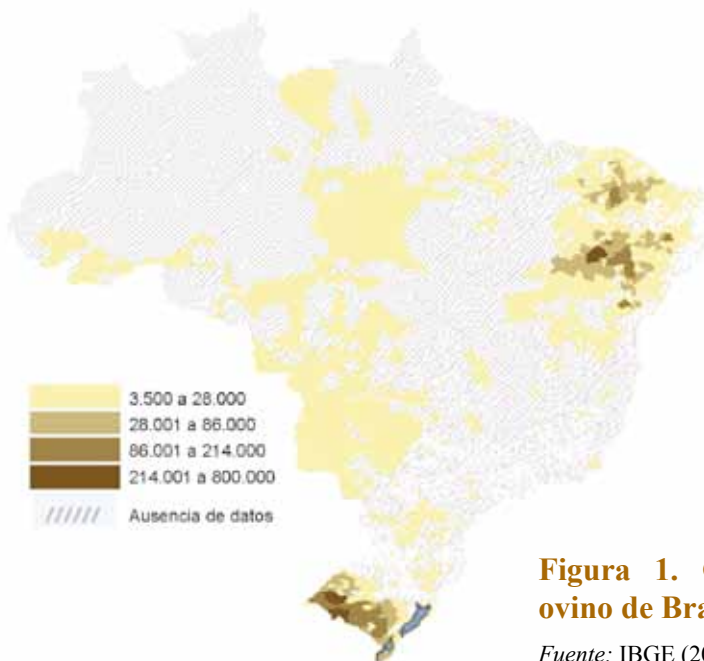 3.500 a 28.000
28.001 a 86.000
86.001 a 214.000
214.001 a 800.000
Ausencia de datos
Figura 1.
ovino de Bra
Fuente: IBGE (20